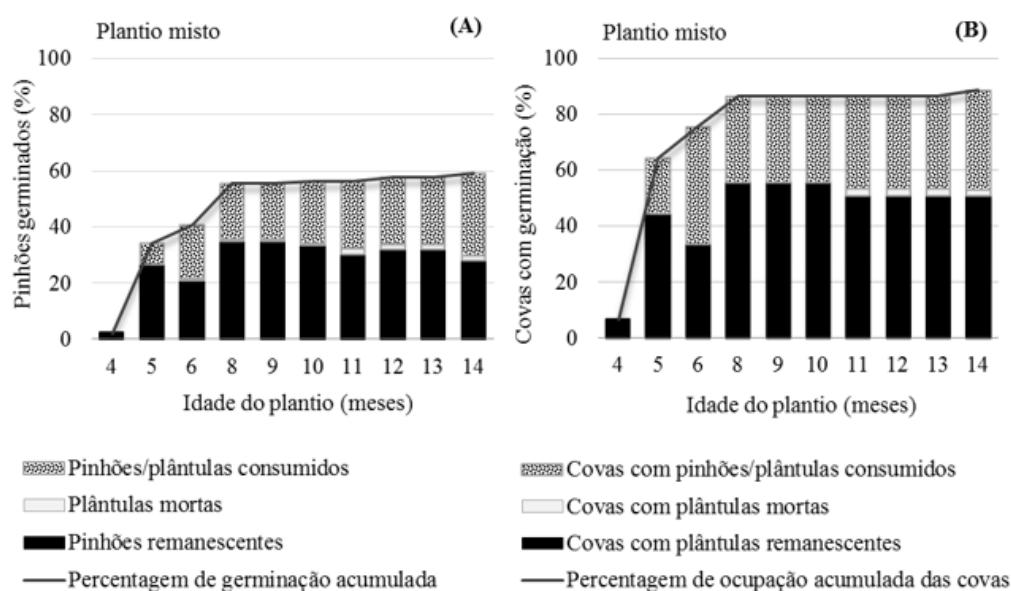 Plantio misto (A)
100
80
60
40
20
0
Pinhões germinados (%)
4 5 6 8 9 10 11 12 13 14
Idade do plantio (meses)
Pinhões/plântulas consumidos
Plântulas mortas
Pinhões remanescentes
Percentagem de germinação acumulada
Plantio misto (B)
100
80
60
40
20
0
Covas com germinação (%)
4 5 6 8 9 10 11 12 13 14
Idade do plantio (meses)
Covas com pinhões/plântulas consumidos
Covas com plântulas mortas
Covas com plântulas remanescentes
Percentagem de ocupação acumulada das covas